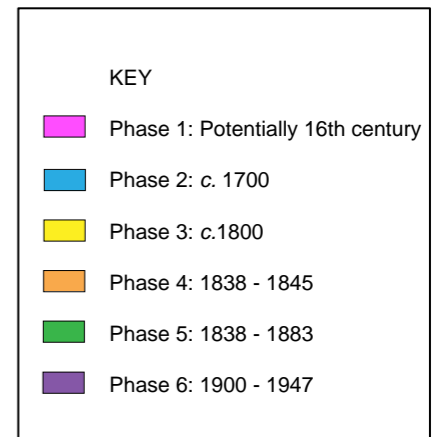 KEY
Phase 1: Potentially 16th century
Phase 2: c. 1700
Phase 3: c.1800
Phase 4: 1838 - 1845
Phase 5: 1838 - 1883
Phase 6: 1900 - 1947